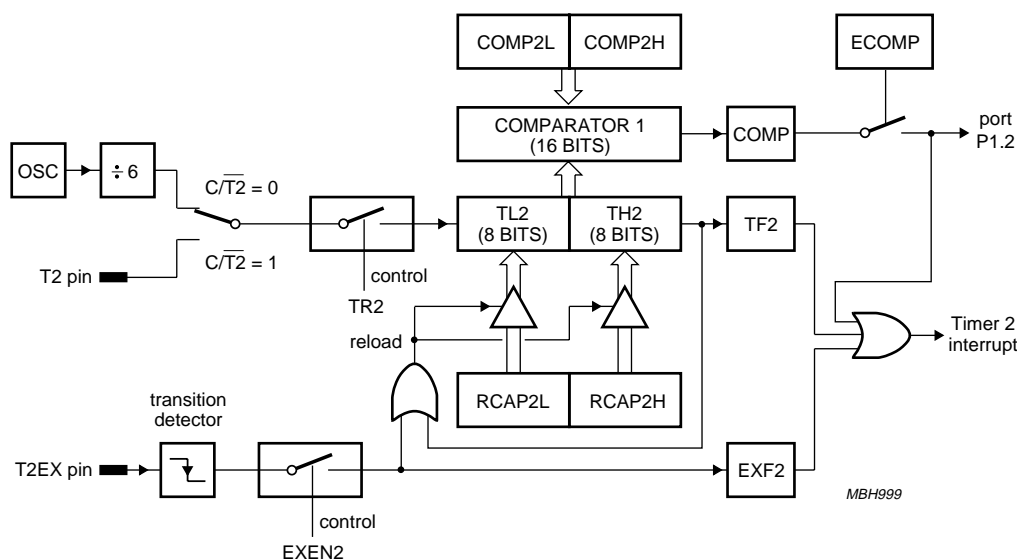 COMP2L COMP2H
ECOMP
COMPARATOR 1
(16 BITS)
COMP
port
P1.2
OSC
÷ 6
C/T̅2̅ = 0
C/T̅2̅ = 1
T2 pin
control
TR2
TL2
(8 BITS)
TH2
(8 BITS)
TF2
reload
Timer 2
interrupt
RCAP2L RCAP2H
transition
detector
T2EX pin
control
EXEN2
EXF2
MBH999